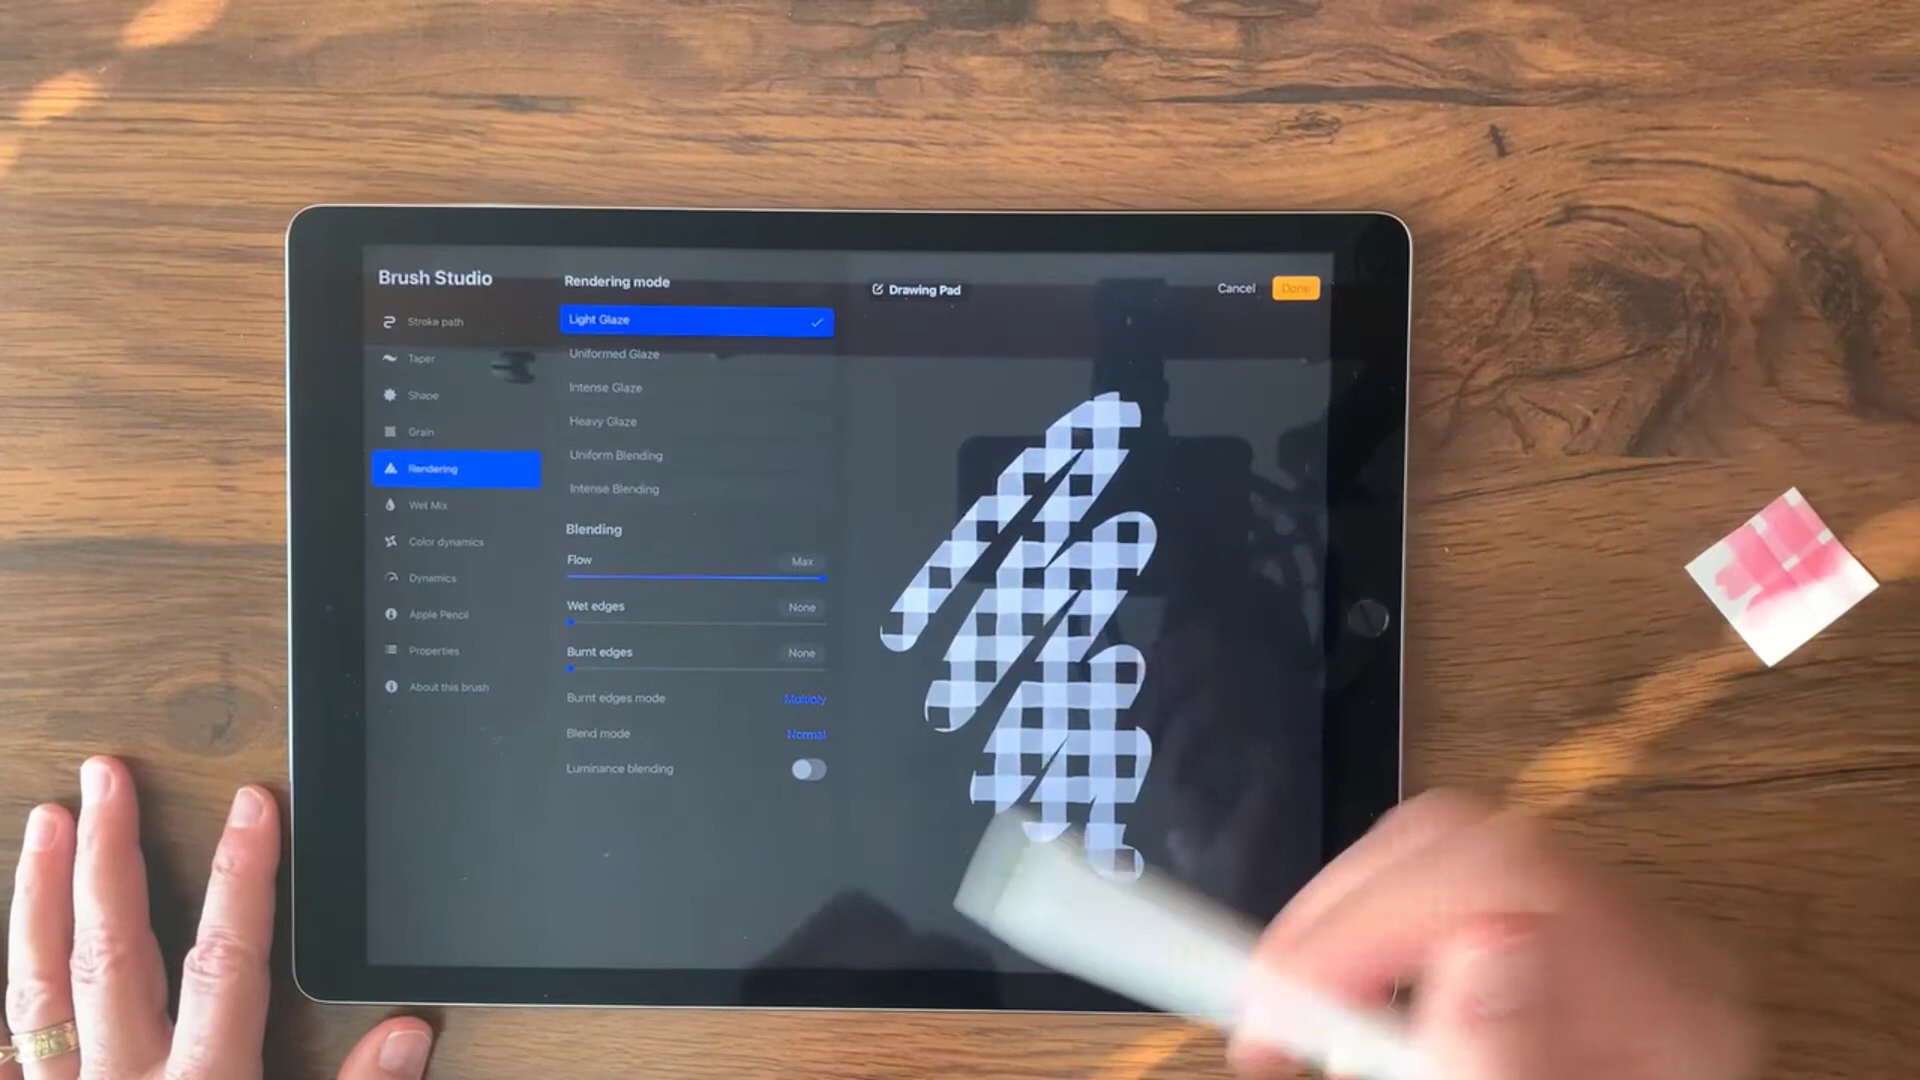 Brush Studio
Stroke path
Taper
Shape
Grain
Rendering
Wet Mix
Color dynamics
Dynamics
Apple Pencil
Properties
About this brush
Rendering mode
Light Glaze
Uniformed Glaze
Intense Glaze
Heavy Glaze
Uniform Blending
Intense Blending
Blending
Flow Max
Wet edges None
Burnt edges None
Burnt edges mode Multiply
Blend mode Normal
Luminance blending
Drawing Pad
Cancel Done